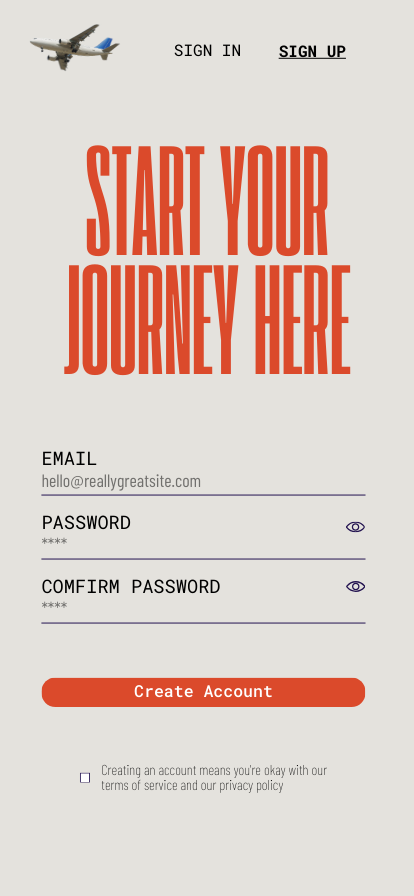 SIGN IN
SIGN UP
START YOUR
JOURNEY HERE
EMAIL
hello@reallygreatsite.com
PASSWORD
****
COMFIRM PASSWORD
****
Create Account
Creating an account means you're okay with our
terms of service and our privacy policy